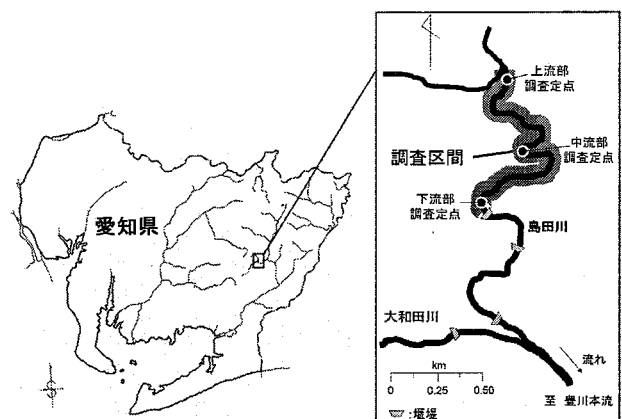 愛知県
上流部
調査定点
調査区間
中流部
調査定点
下流部
調査定点
島田川
大和田川
km
0 0.25 0.50
流れ
至 豊川本流
:堰堤